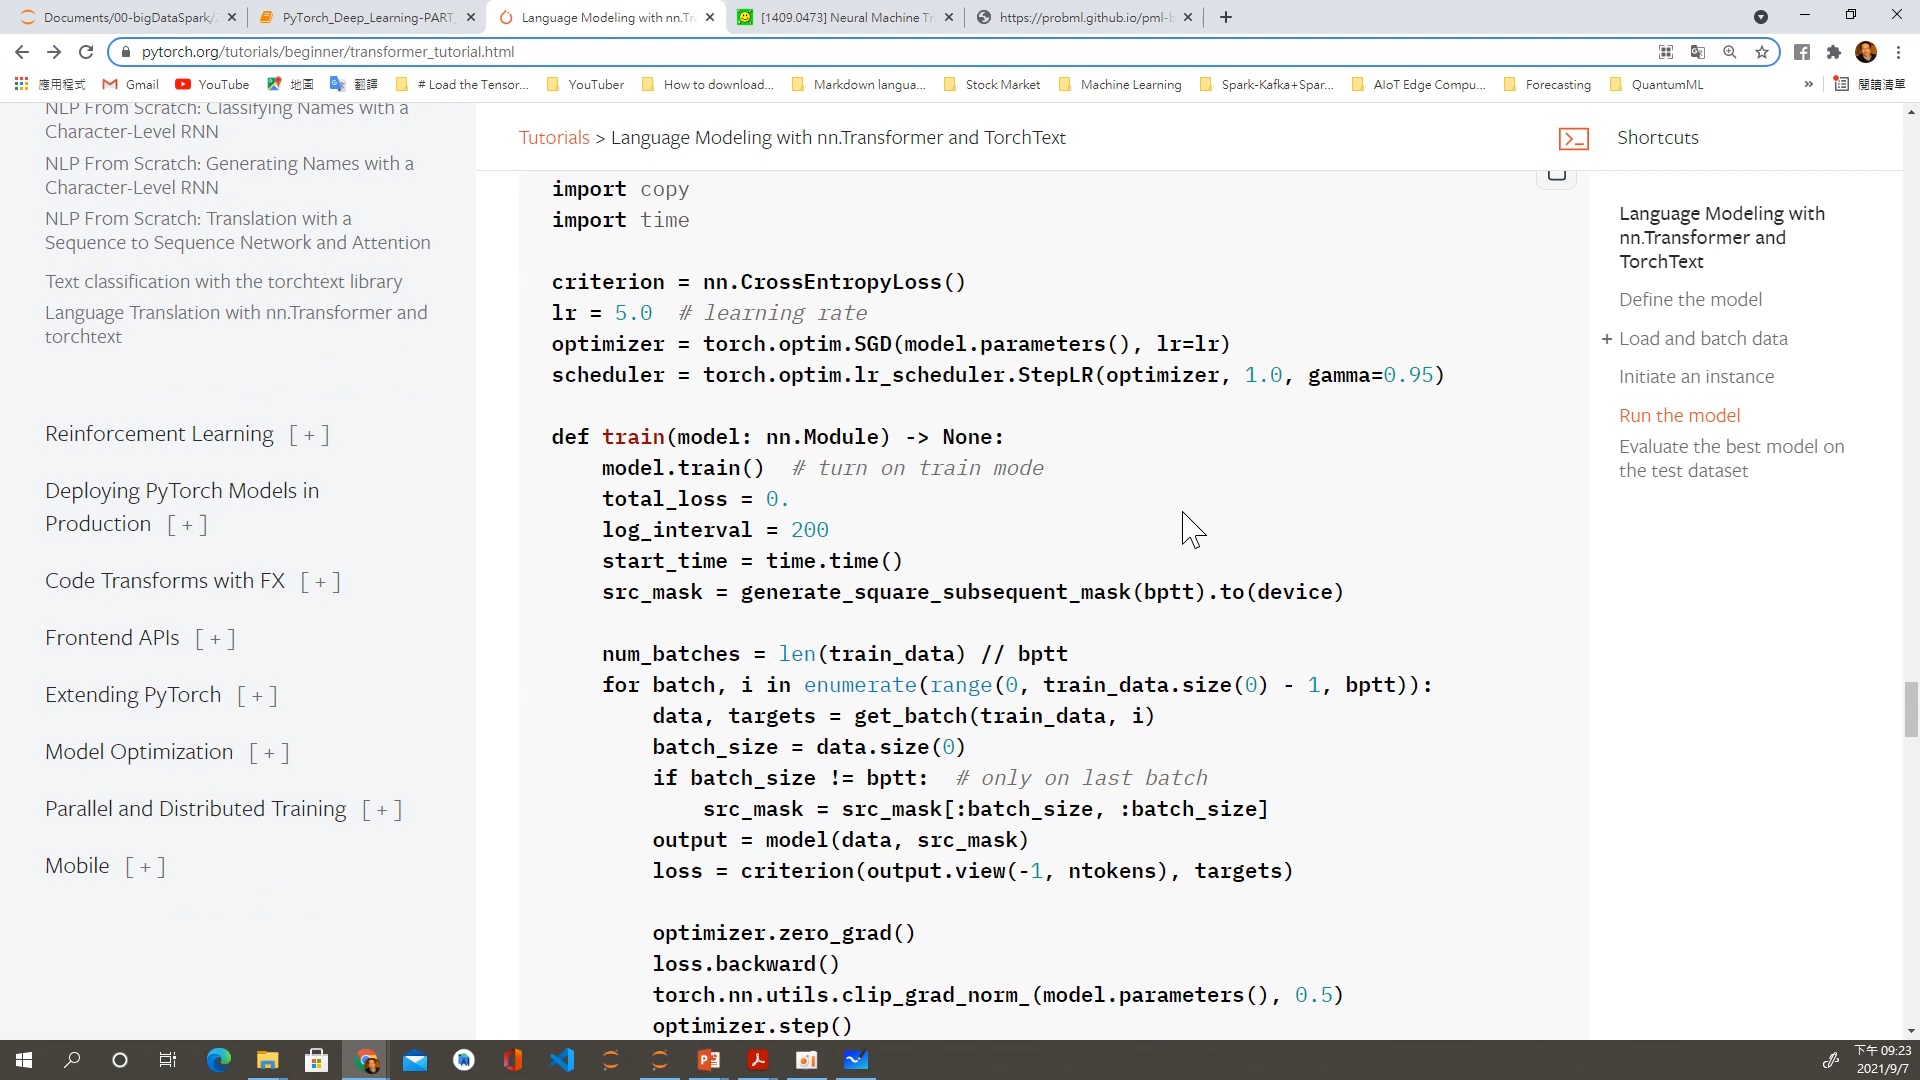 Documents/00-bigDataSpark/2
PyTorch_Deep_Learning-PART_
Language Modeling with nn.Tr
[1409.0473] Neural Machine Tr
https://probml.github.io/pml-b
pytorch.org/tutorials/beginner/transformer_tutorial.html
應用程式
Gmail
YouTube
地圖
翻譯
# Load the Tensor...
YouTuber
How to download...
Markdown langua...
Stock Market
Machine Learning
Spark-Kafka+Spar...
AIoT Edge Compu...
Forecasting
QuantumML
»
閱讀清單
NLP From Scratch: Classifying Names with a
Character-Level RNN
NLP From Scratch: Generating Names with a
Character-Level RNN
NLP From Scratch: Translation with a
Sequence to Sequence Network and Attention
Text classification with the torchtext library
Language Translation with nn.Transformer and
torchtext
Reinforcement Learning [ + ]
Deploying PyTorch Models in
Production [ + ]
Code Transforms with FX [ + ]
Frontend APIs [ + ]
Extending PyTorch [ + ]
Model Optimization [ + ]
Parallel and Distributed Training [ + ]
Mobile [ + ]
Tutorials > Language Modeling with nn.Transformer and TorchText
import copy
import time
criterion = nn.CrossEntropyLoss()
lr = 5.0  # learning rate
optimizer = torch.optim.SGD(model.parameters(), lr=lr)
scheduler = torch.optim.lr_scheduler.StepLR(optimizer, 1.0, gamma=0.95)
def train(model: nn.Module) -> None:
model.train()  # turn on train mode
total_loss = 0.
log_interval = 200
start_time = time.time()
src_mask = generate_square_subsequent_mask(bptt).to(device)
num_batches = len(train_data) // bptt
for batch, i in enumerate(range(0, train_data.size(0) - 1, bptt)):
data, targets = get_batch(train_data, i)
batch_size = data.size(0)
if batch_size != bptt:  # only on last batch
src_mask = src_mask[:batch_size, :batch_size]
output = model(data, src_mask)
loss = criterion(output.view(-1, ntokens), targets)
optimizer.zero_grad()
loss.backward()
torch.nn.utils.clip_grad_norm_(model.parameters(), 0.5)
optimizer.step()
Shortcuts
Language Modeling with
nn.Transformer and
TorchText
Define the model
+ Load and batch data
Initiate an instance
Run the model
Evaluate the best model on
the test dataset
下午 09:23
2021/9/7